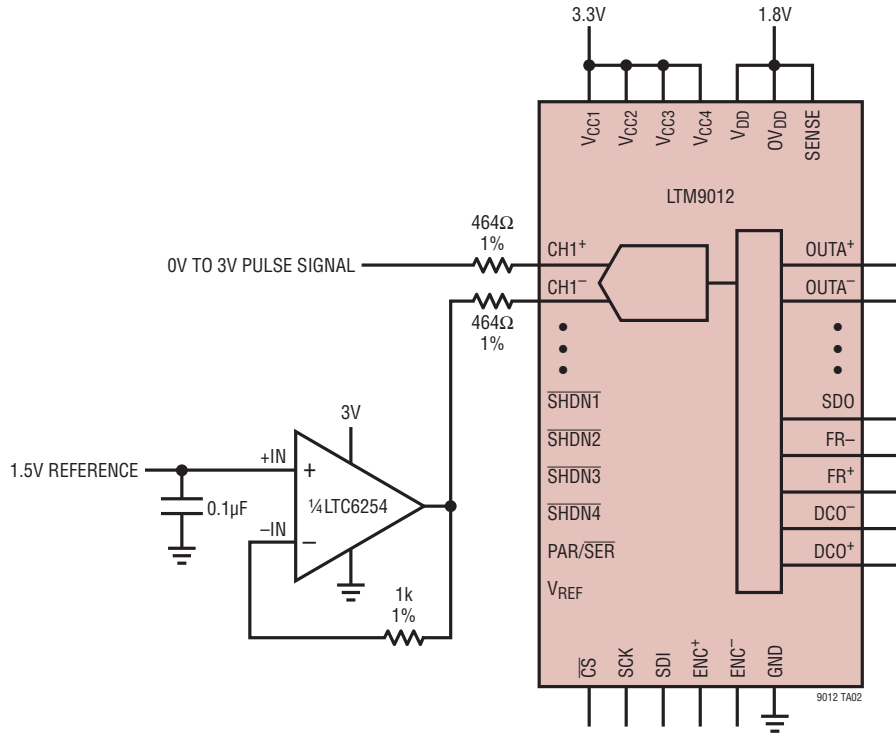 3.3V
1.8V
VCC1
VCC2
VCC3
VCC4
VDD
OVDD
SENSE
LTM9012
464Ω
1%
0V TO 3V PULSE SIGNAL
CH1+
CH1–
464Ω
1%
OUTA+
OUTA–
SHDN1
SHDN2
SHDN3
SHDN4
PAR/SER
VREF
SDO
FR–
FR+
DCO–
DCO+
3V
1.5V REFERENCE
+IN
+
0.1µF
¼LTC6254
–IN
–
1k
1%
CS
SCK
SDI
ENC+
ENC–
GND
9012 TA02